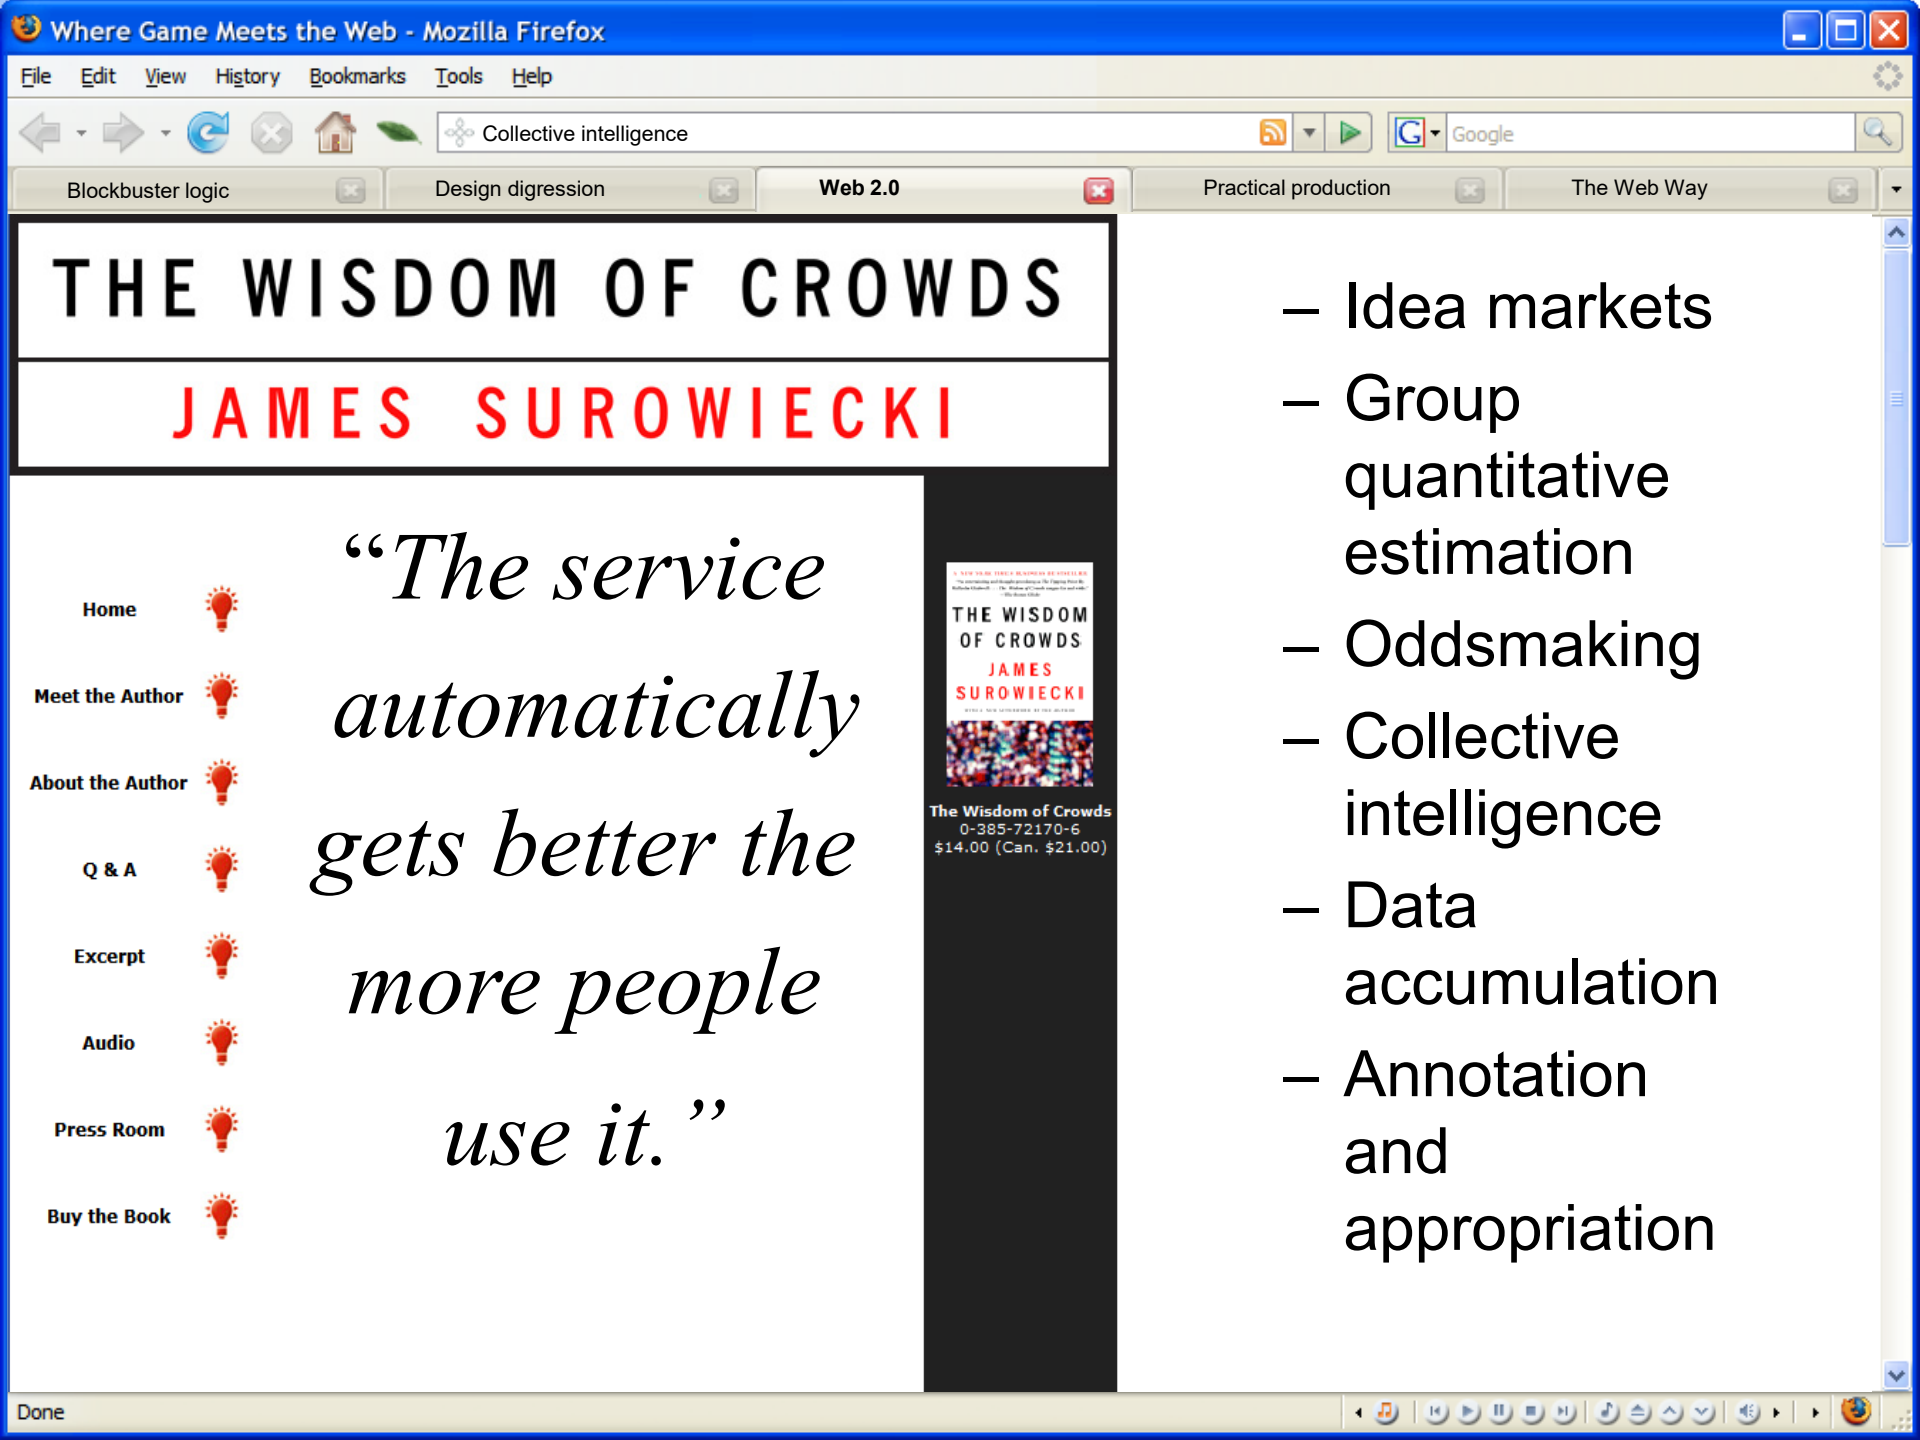 Where Game Meets the Web - Mozilla Firefox
File Edit View History Bookmarks Tools Help
Collective intelligence
Google
Blockbuster logic
Design digression
Web 2.0
Practical production
The Web Way
THE WISDOM OF CROWDS
JAMES SUROWIECKI
Home
Meet the Author
About the Author
Q & A
Excerpt
Audio
Press Room
Buy the Book
“The service
automatically
gets better the
more people
use it.”
THE WISDOM
OF CROWDS
JAMES
SUROWIECKI
The Wisdom of Crowds
0-385-72170-6
$14.00 (Can. $21.00)
– Idea markets
– Group
quantitative
estimation
– Oddsmaking
– Collective
intelligence
– Data
accumulation
– Annotation
and
appropriation
Done